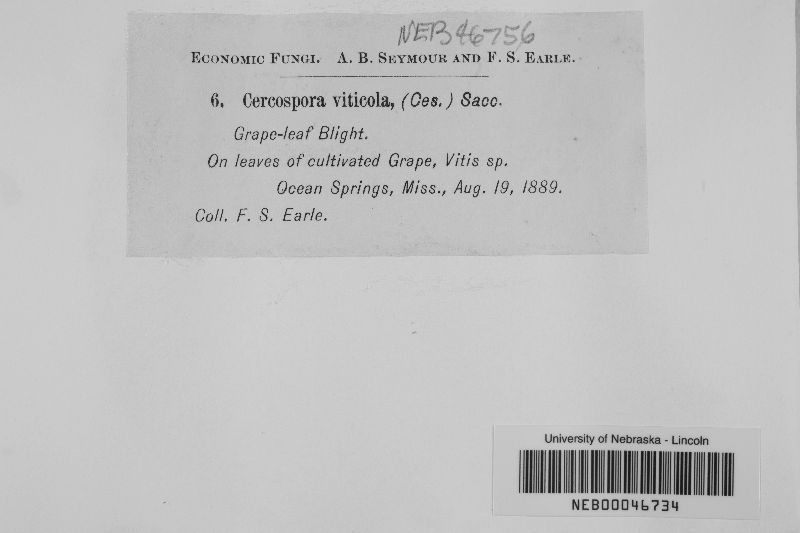 NEB46756
ECONOMIC FUNGI. A. B. SEYMOUR AND F. S. EARLE.
6. Cercospora viticola, (Ces.) Sacc.
Grape-leaf Blight.
On leaves of cultivated Grape, Vitis sp.
Ocean Springs, Miss., Aug. 19, 1889.
Coll. F. S. Earle.
University of Nebraska - Lincoln
NEB00046734